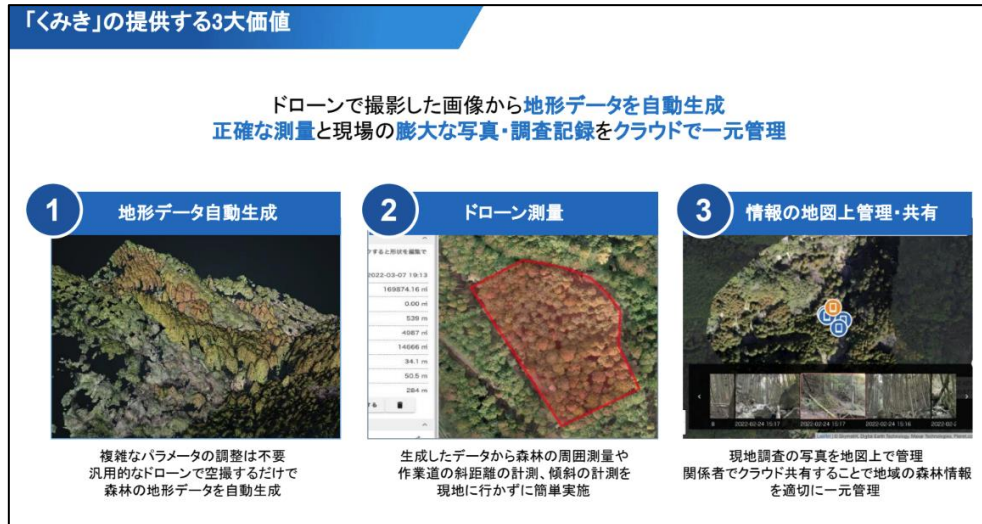 「くみき」の提供する3大価値
ドローンで撮影した画像から地形データを自動生成
正確な測量と現場の膨大な写真・調査記録をクラウドで一元管理
1
地形データ自動生成
複雑なパラメータの調整は不要
汎用的なドローンで空撮するだけで
森林の地形データを自動生成
2
ドローン測量
すると形状を編集で
2022-03-07 19:13
169874.16 ㎡
0.00 ㎡
539 m
4987 ㎡
14666 ㎡
34.1 m
50.5 m
284 m
生成したデータから森林の周囲測量や
作業道の斜距離の計測、傾斜の計測を
現地に行かずに簡単実施
3
情報の地図上管理・共有
2022-02-24 15:17
2022-02-24 15:17
2022-02-24 15:16
現地調査の写真を地図上で管理
関係者でクラウド共有することで地域の森林情報
を適切に一元管理